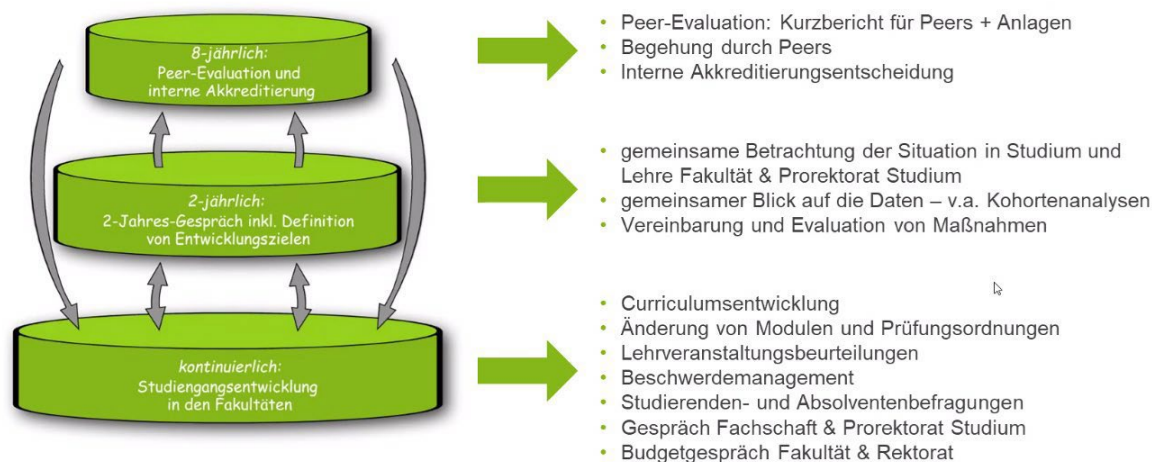 8-jährlich:
Peer-Evaluation und
interne Akkreditierung
• Peer-Evaluation: Kurzbericht für Peers + Anlagen
• Begehung durch Peers
• Interne Akkreditierungsentscheidung
2-jährlich:
2-Jahres-Gespräch inkl. Definition
von Entwicklungszielen
• gemeinsame Betrachtung der Situation in Studium und
Lehre Fakultät & Prorektorat Studium
• gemeinsamer Blick auf die Daten – v.a. Kohortenanalysen
• Vereinbarung und Evaluation von Maßnahmen
kontinuierlich:
Studiengangsentwicklung
in den Fakultäten
• Curriculumsentwicklung
• Änderung von Modulen und Prüfungsordnungen
• Lehrveranstaltungsbeurteilungen
• Beschwerdemanagement
• Studierenden- und Absolventenbefragungen
• Gespräch Fachschaft & Prorektorat Studium
• Budgetgespräch Fakultät & Rektorat